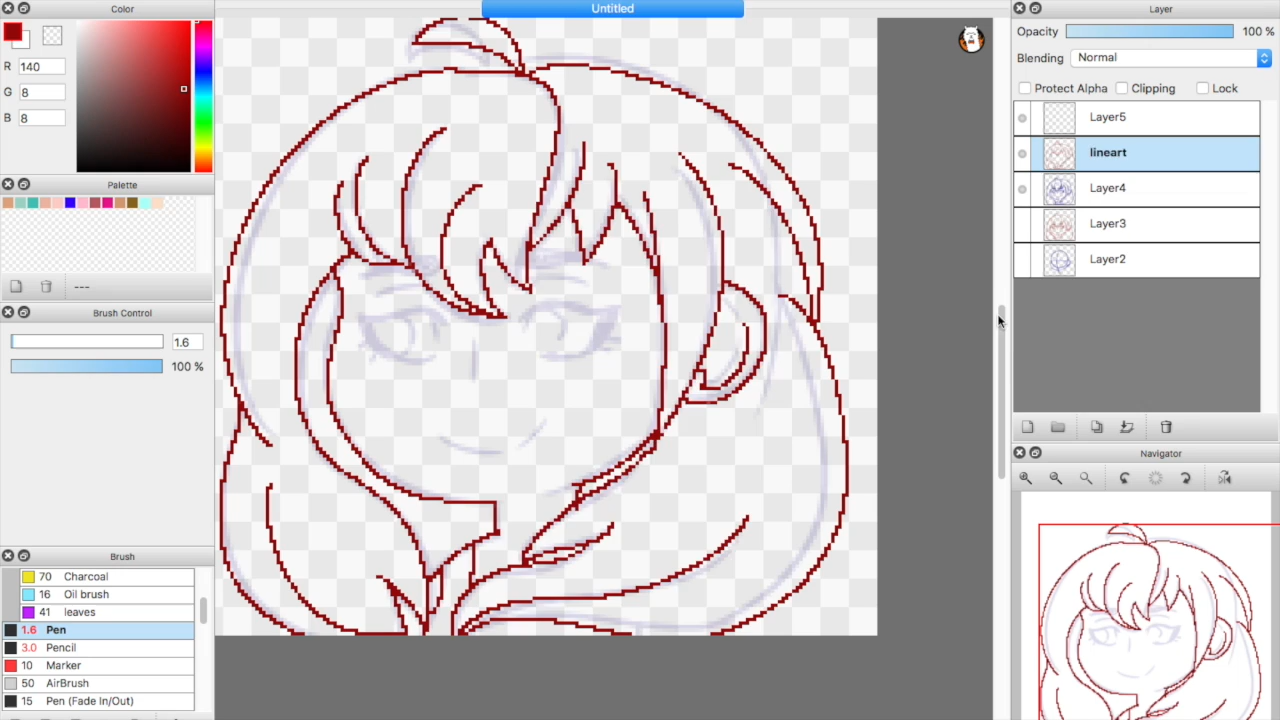 Color
Untitled
Layer
R 140
G 8
B 8
Opacity 100 %
Blending Normal
Protect Alpha Clipping Lock
Layer5
lineart
Layer4
Layer3
Layer2
Palette
---
Brush Control
1.6
100 %
Navigator
Brush
70 Charcoal
16 Oil brush
41 leaves
1.6 Pen
3.0 Pencil
10 Marker
50 AirBrush
15 Pen (Fade In/Out)